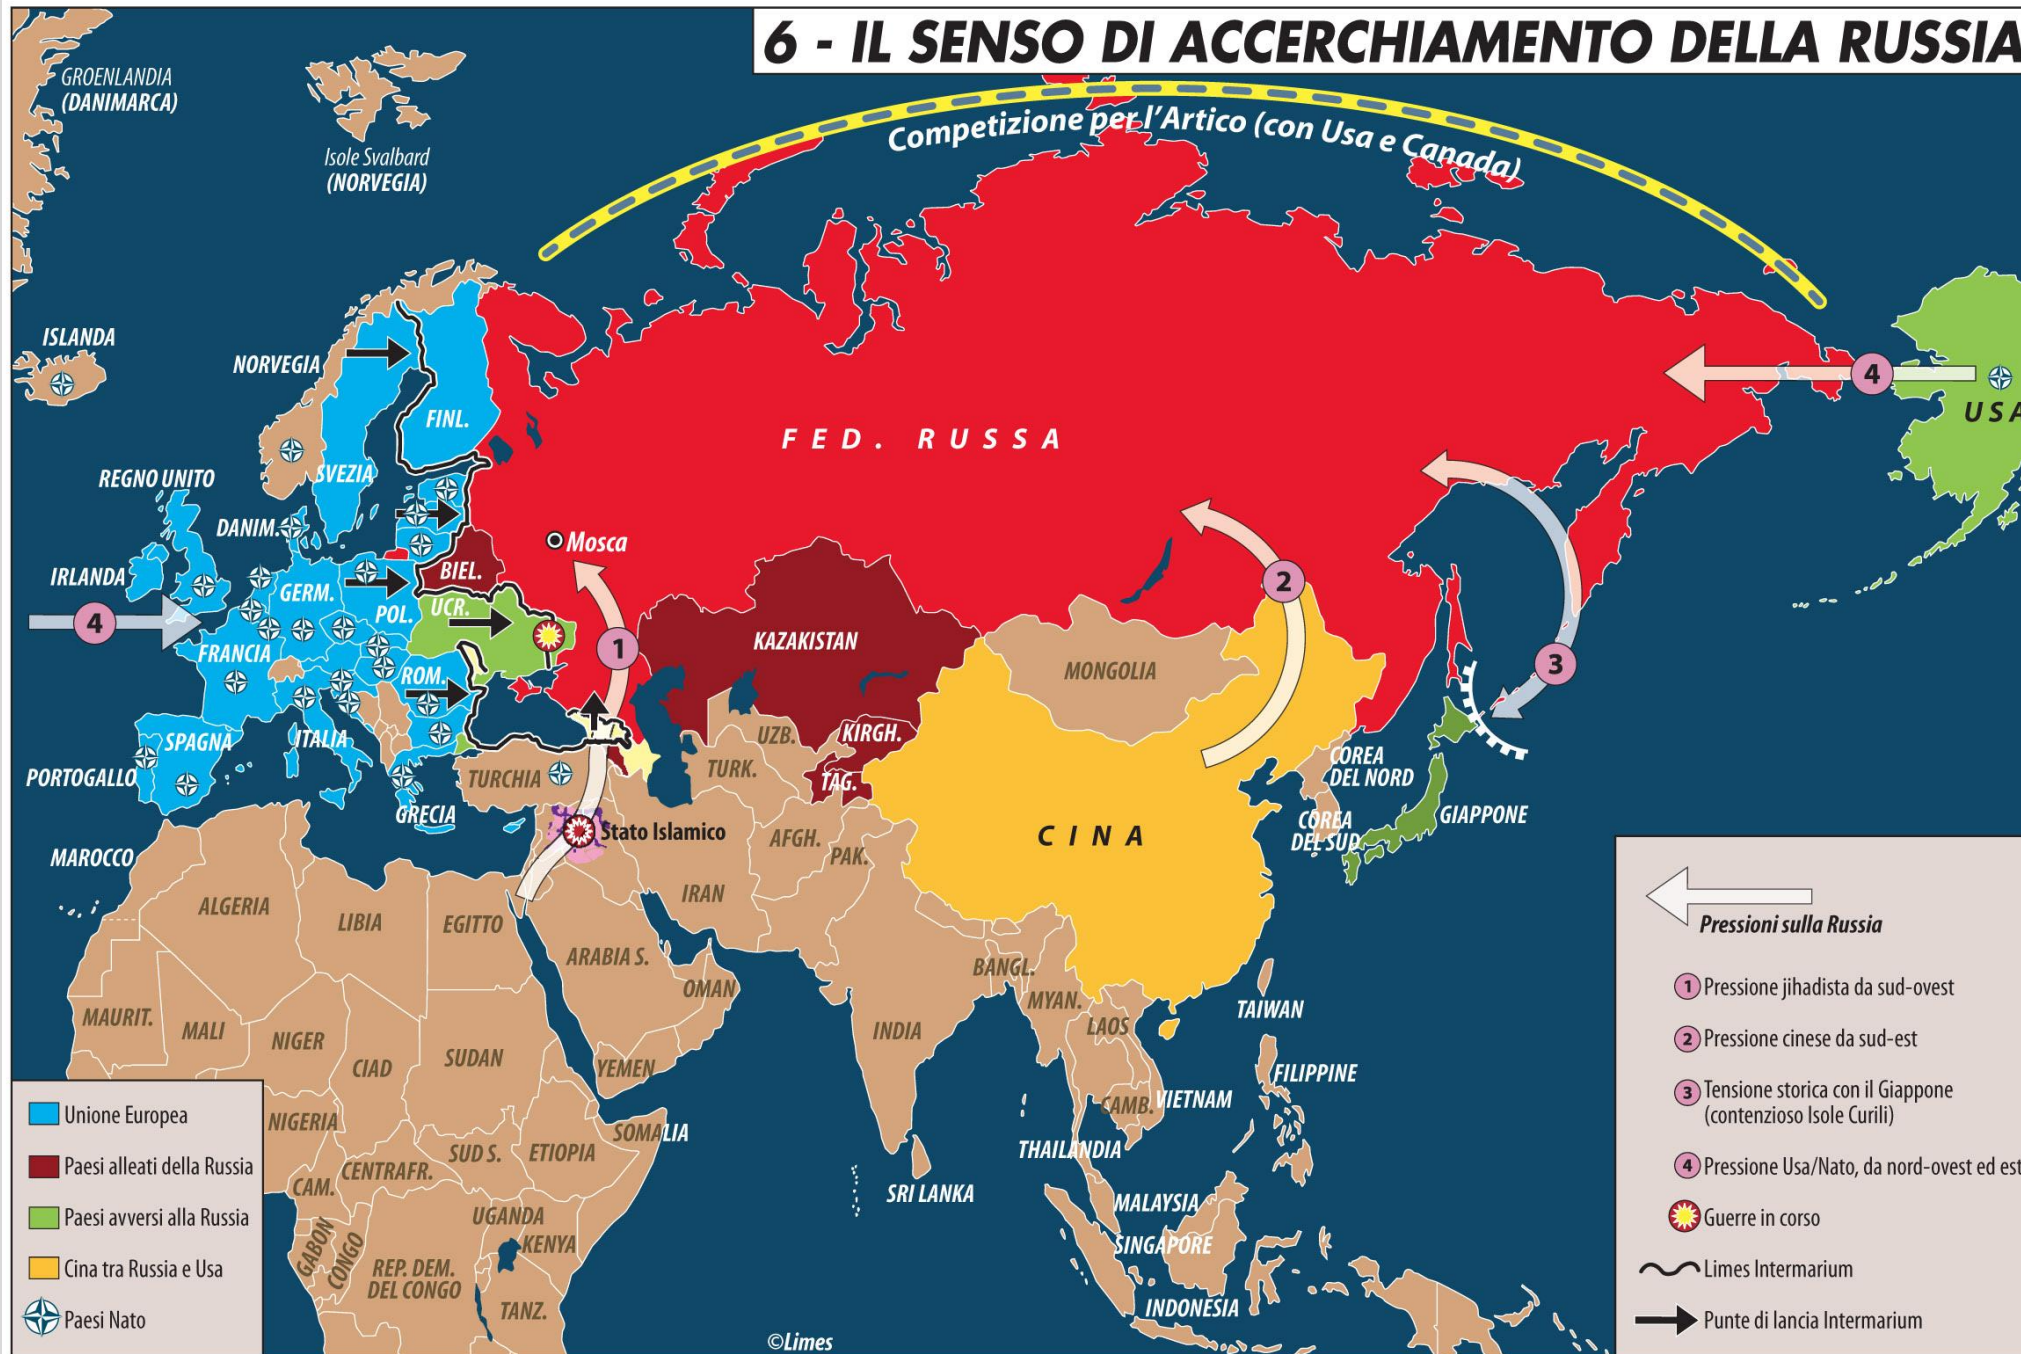 6 - IL SENSO DI ACCERCHIAMENTO DELLA RUSSIA
GROENLANDIA
(DANIMARCA)
Isole Svalbard
(NORVEGIA)
Competizione per l'Artico (con Usa e Canada)
ISLANDA
NORVEGIA
FINL.
SVEZIA
FED. RUSSA
4
USA
REGNO UNITO
DANIM.
IRLANDA
Mosca
BIEL.
GERM.
POL.
UCR.
4
FRANCIA
ROM.
1
KAZAKISTAN
2
MONGOLIA
3
SPAGNA
ITALIA
PORTOGALLO
GRECIA
TURCHIA
UZB.
TURK.
KIRGH.
TAG.
COREA
DEL NORD
COREA
DEL SUD
GIAPPONE
CINA
Stato Islamico
AFGH.
PAK.
IRAN
MAROCCO
ALGERIA
LIBIA
EGITTO
ARABIA S.
OMAN
YEMEN
BANGL.
MYAN.
INDIA
LAOS
TAIWAN
MAURIT.
MALI
NIGER
CIAD
SUDAN
FILIPPINE
CAMB.
VIETNAM
THAILANDIA
SRI LANKA
MALAYSIA
SINGAPORE
INDONESIA
NIGERIA
CENTRAFR.
SUD S.
ETIOPIA
SOMALIA
CAM.
GABON
CONGO
REP. DEM.
DEL CONGO
UGANDA
KENYA
TANZ.
Unione Europea
Paesi alleati della Russia
Paesi avversi alla Russia
Cina tra Russia e Usa
Paesi Nato
©Limes
Pressioni sulla Russia
1 Pressione jihadista da sud-ovest
2 Pressione cinese da sud-est
3 Tensione storica con il Giappone
(contenzioso Isole Curili)
4 Pressione Usa/Nato, da nord-ovest ed est
Guerre in corso
Limes Intermarium
Punte di lancia Intermarium